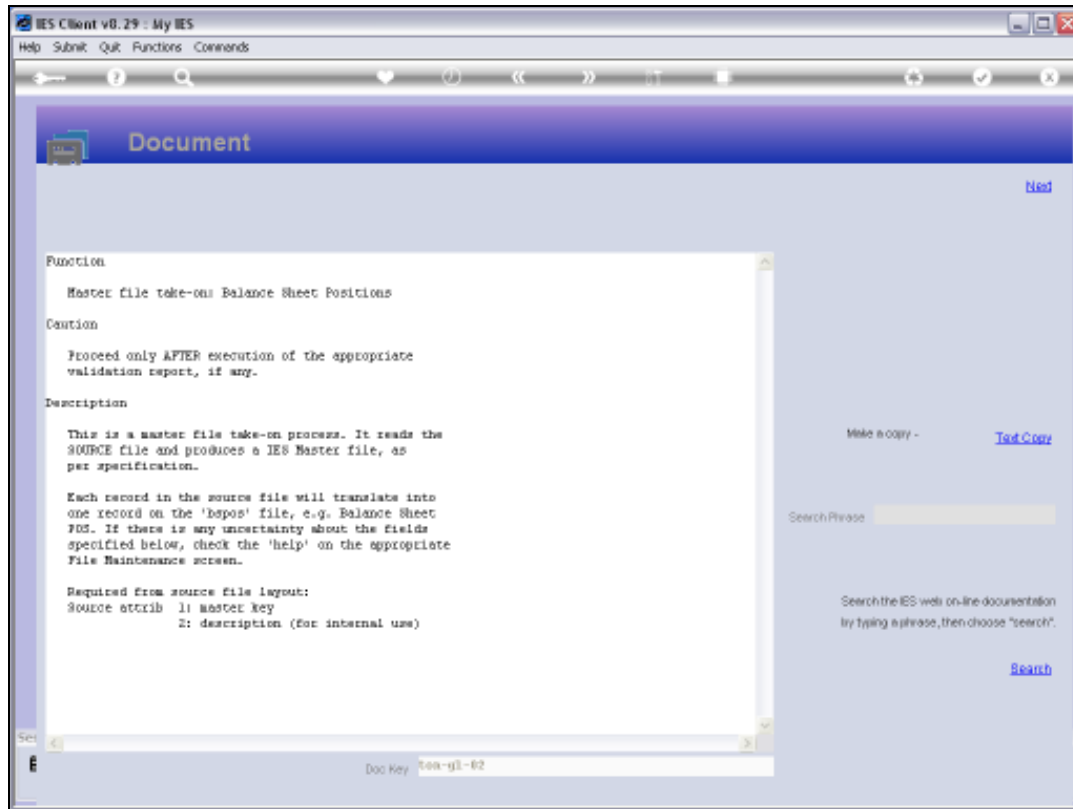 IES Client v8.29 : My IES
Help Submit Quit Functions Commands
Document
Next
Function
Master file take-on: Balance Sheet Positions
Caution
Proceed only AFTER execution of the appropriate
validation report, if any.
Description
This is a master file take-on process. It reads the
SOURCE file and produces a IES Master file, as
per specification.
Each record in the source file will translate into
one record on the 'bspos' file, e.g. Balance Sheet
POS. If there is any uncertainty about the fields
specified below, check the 'help' on the appropriate
File Maintenance screen.
Required from source file layout:
Source attrib 1: master key
2: description (for internal use)
Make a copy -
Text Copy
Search Phrase
Search the IES web on-line documentation
by typing a phrase, then choose "search".
Search
Doc Key ton-gl-02